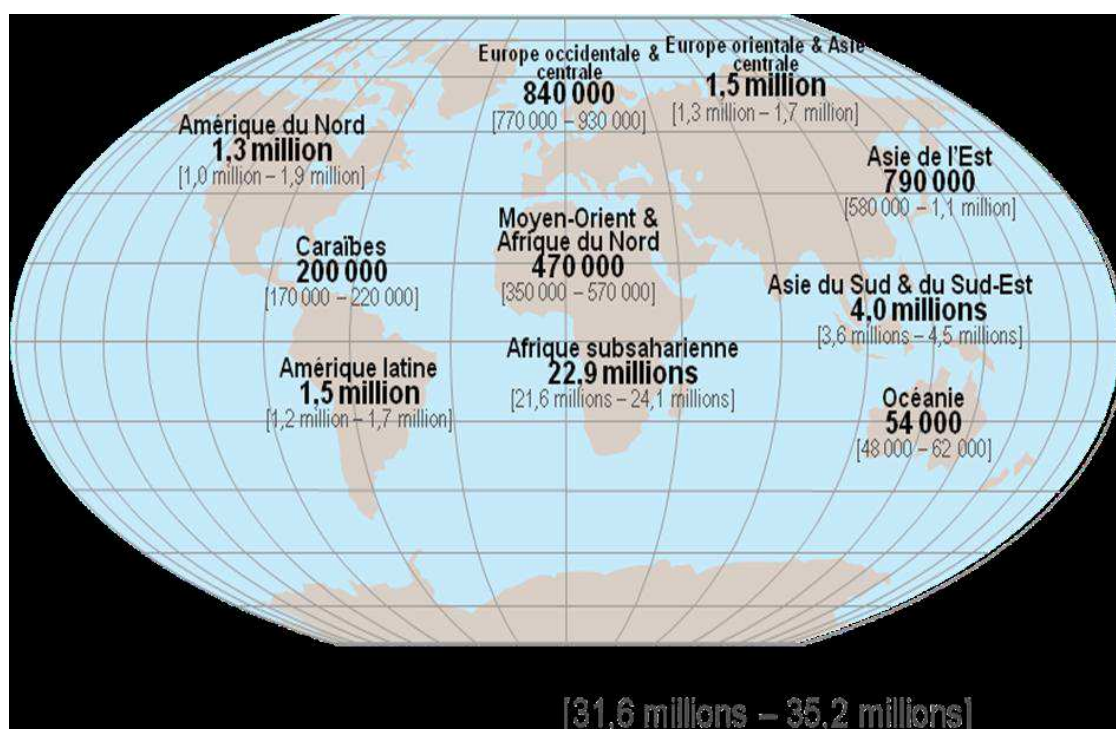 Europe occidentale &
centrale
840 000
[770 000 – 930 000]
Europe orientale & Asie
centrale
1,5 million
[1,3 million – 1,7 million]
Amérique du Nord
1,3 million
[1,0 million – 1,9 million]
Asie de l'Est
790 000
[580 000 – 1,1 million]
Moyen-Orient &
Afrique du Nord
470 000
[350 000 – 570 000]
Caraïbes
200 000
[170 000 – 220 000]
Asie du Sud & du Sud-Est
4,0 millions
[3,6 millions – 4,5 millions]
Afrique subsaharienne
22,9 millions
[21,6 millions – 24,1 millions]
Amérique latine
1,5 million
[1,2 million – 1,7 million]
Océanie
54 000
[48 000 – 62 000]
[31,6 millions – 35,2 millions]